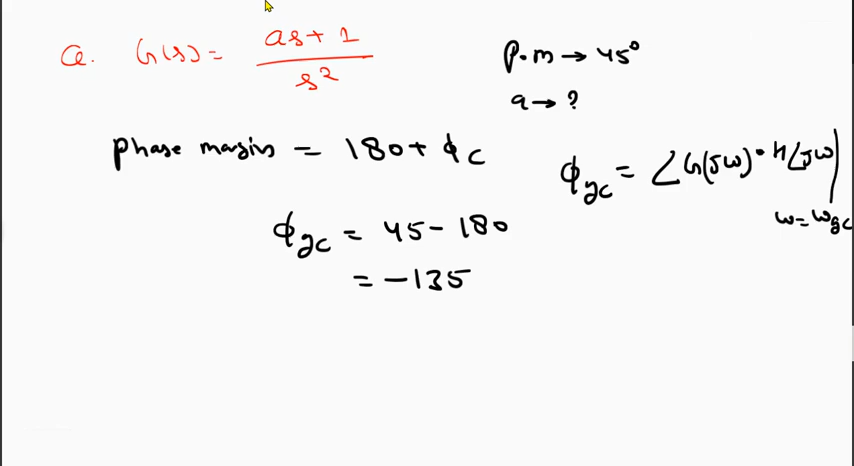 Q. G(s) = as + 1 / s²
P.m → 45°
a → ?
Phase margin = 180 + ϕc
ϕgc = ∠G(jω)·H(jω)|
ω = ωgc
ϕgc = 45 - 180
= -135